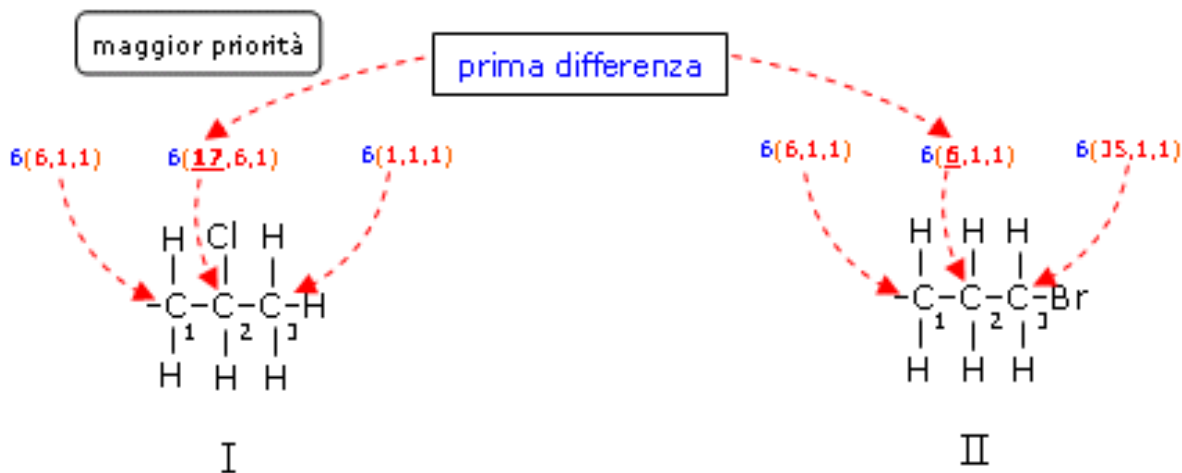 maggior priorità
prima differenza
6(6,1,1) 6(17,6,1) 6(1,1,1) 6(6,1,1) 6(6,1,1) 6(35,1,1)
H Cl H H H H
-C-C-C-H -C-C-C-Br
1 2 3 1 2 3
H H H H H H
I II